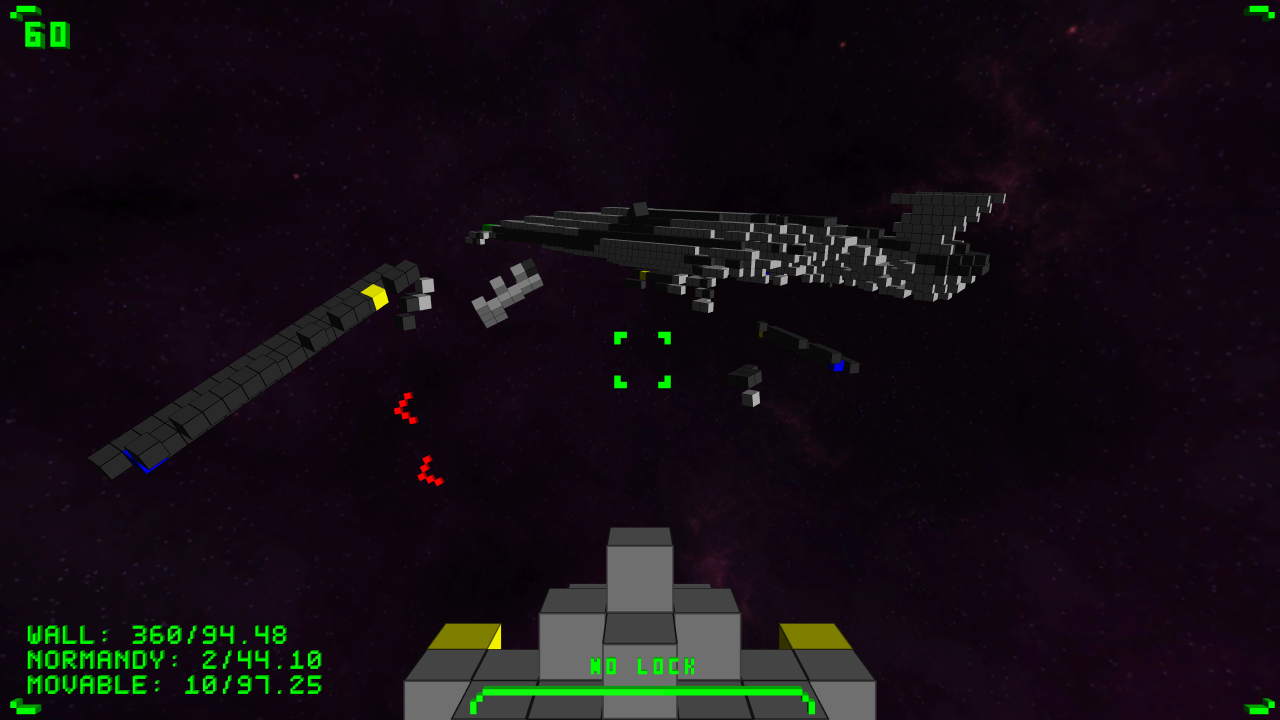 60
WALL: 360/94.48
NORMANDY: 2/44.10
MOVABLE: 10/97.25
NO LOCK